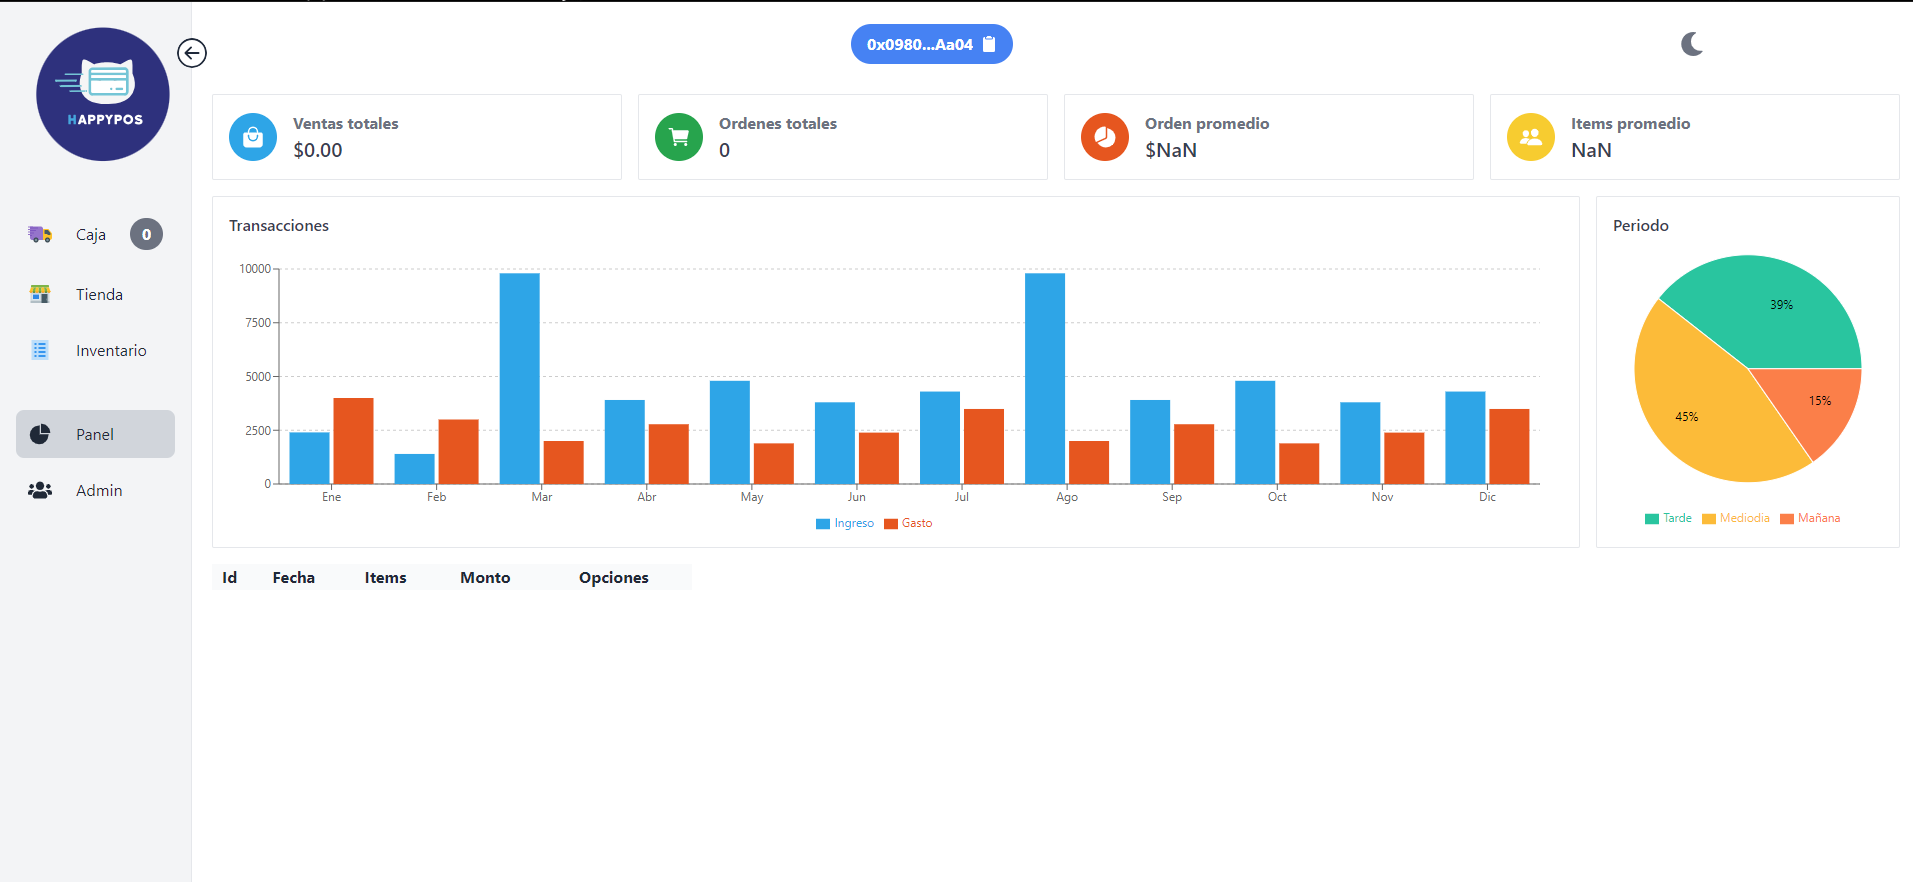 HAPPYPOS
0x0980...Aa04
Ventas totales
$0.00
Ordenes totales
0
Orden promedio
$NaN
Items promedio
NaN
Caja 0
Tienda
Inventario
Panel
Admin
Transacciones
10000
7500
5000
2500
0
Ene Feb Mar Abr May Jun Jul Ago Sep Oct Nov Dic
Ingreso Gasto
Periodo
39%
45%
15%
Tarde Mediodia Mañana
Id Fecha Items Monto Opciones